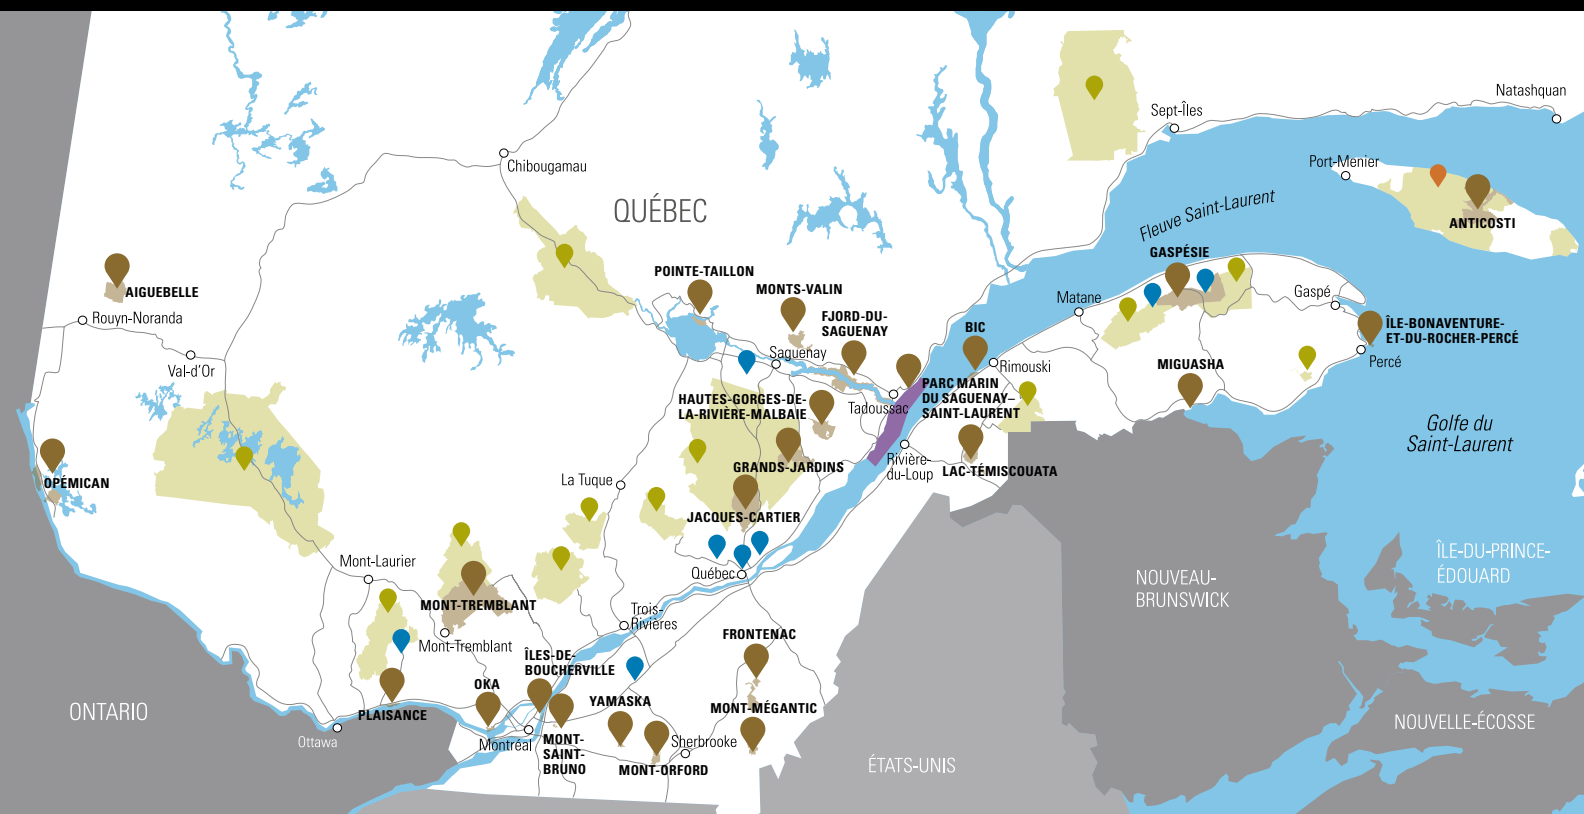 Natashquan
Sept-Îles
Port-Menier
Chibougamau
QUÉBEC
Fleuve Saint-Laurent
ANTICOSTI
GASPÉSIE
POINTE-TAILLON
MONTS-VALIN
AIGUEBELLE
Matane
Gaspé
Rouyn-Noranda
FJORD-DU-
SAGUENAY
BIC
ÎLE-BONAVENTURE-
ET-DU-ROCHER-PERCÉ
Saguenay
Rimouski
MIGUASHA
Percé
Val-d'Or
PARC MARIN
DU SAGUENAY–
SAINT-LAURENT
HAUTES-GORGES-DE-
LA-RIVIÈRE-MALBAIE
Tadoussac
Golfe du
Saint-Laurent
GRANDS-JARDINS
Rivière-
du-Loup
LAC-TÉMISCOUATA
OPÉMICAN
La Tuque
JACQUES-CARTIER
Mont-Laurier
Québec
ÎLE-DU-PRINCE-
ÉDOUARD
NOUVEAU-
BRUNSWICK
MONT-TREMBLANT
Trois-
Rivières
Mont-Tremblant
FRONTENAC
ÎLES-DE-
BOUCHERVILLE
OKA
YAMASKA
MONT-MÉGANTIC
ONTARIO
PLAISANCE
NOUVELLE-ÉCOSSE
Ottawa
Montréal
MONT-
SAINT-
BRUNO
Sherbrooke
MONT-ORFORD
ÉTATS-UNIS